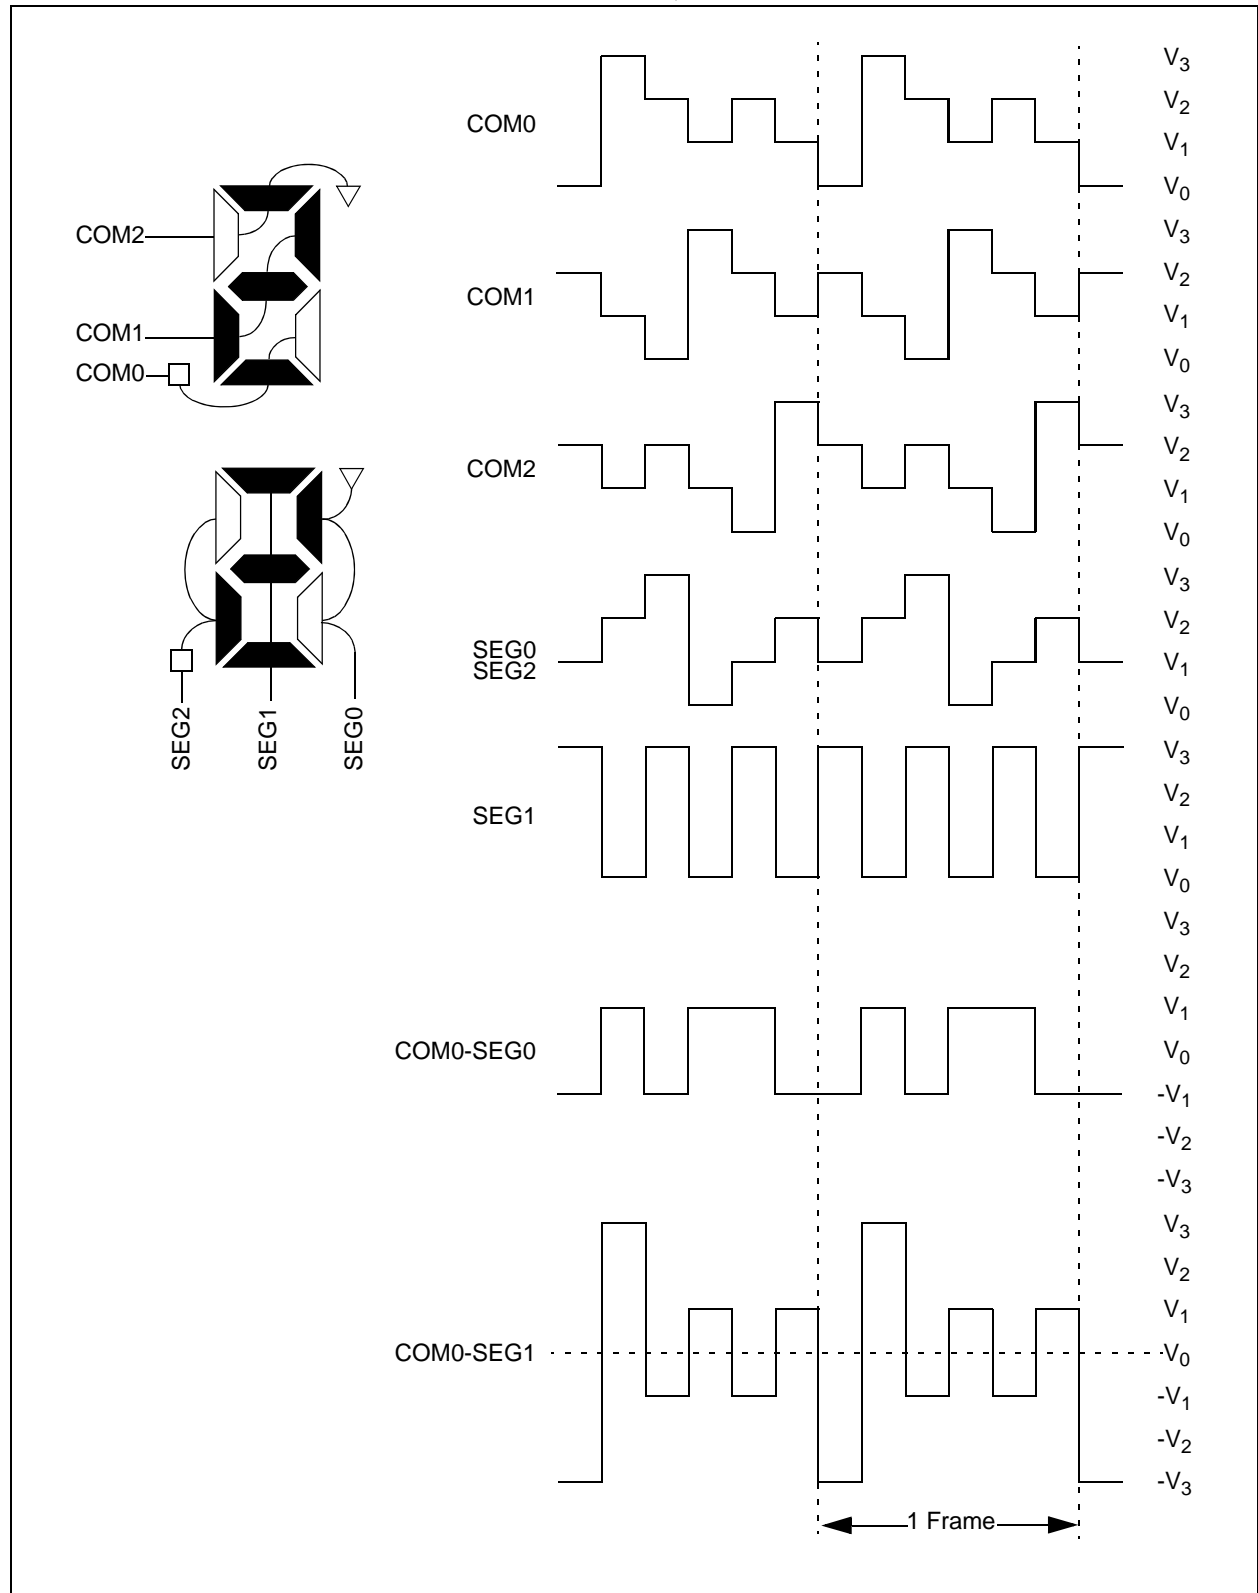 COM2
COM1
COM0
SEG2
SEG1
SEG0
COM0
V3
V2
V1
V0
COM1
V3
V2
V1
V0
COM2
V3
V2
V1
V0
SEG0
SEG2
V3
V2
V1
V0
SEG1
V3
V2
V1
V0
COM0-SEG0
V3
V2
V1
V0
-V1
-V2
-V3
COM0-SEG1
V3
V2
V1
V0
-V1
-V2
-V3
1 Frame